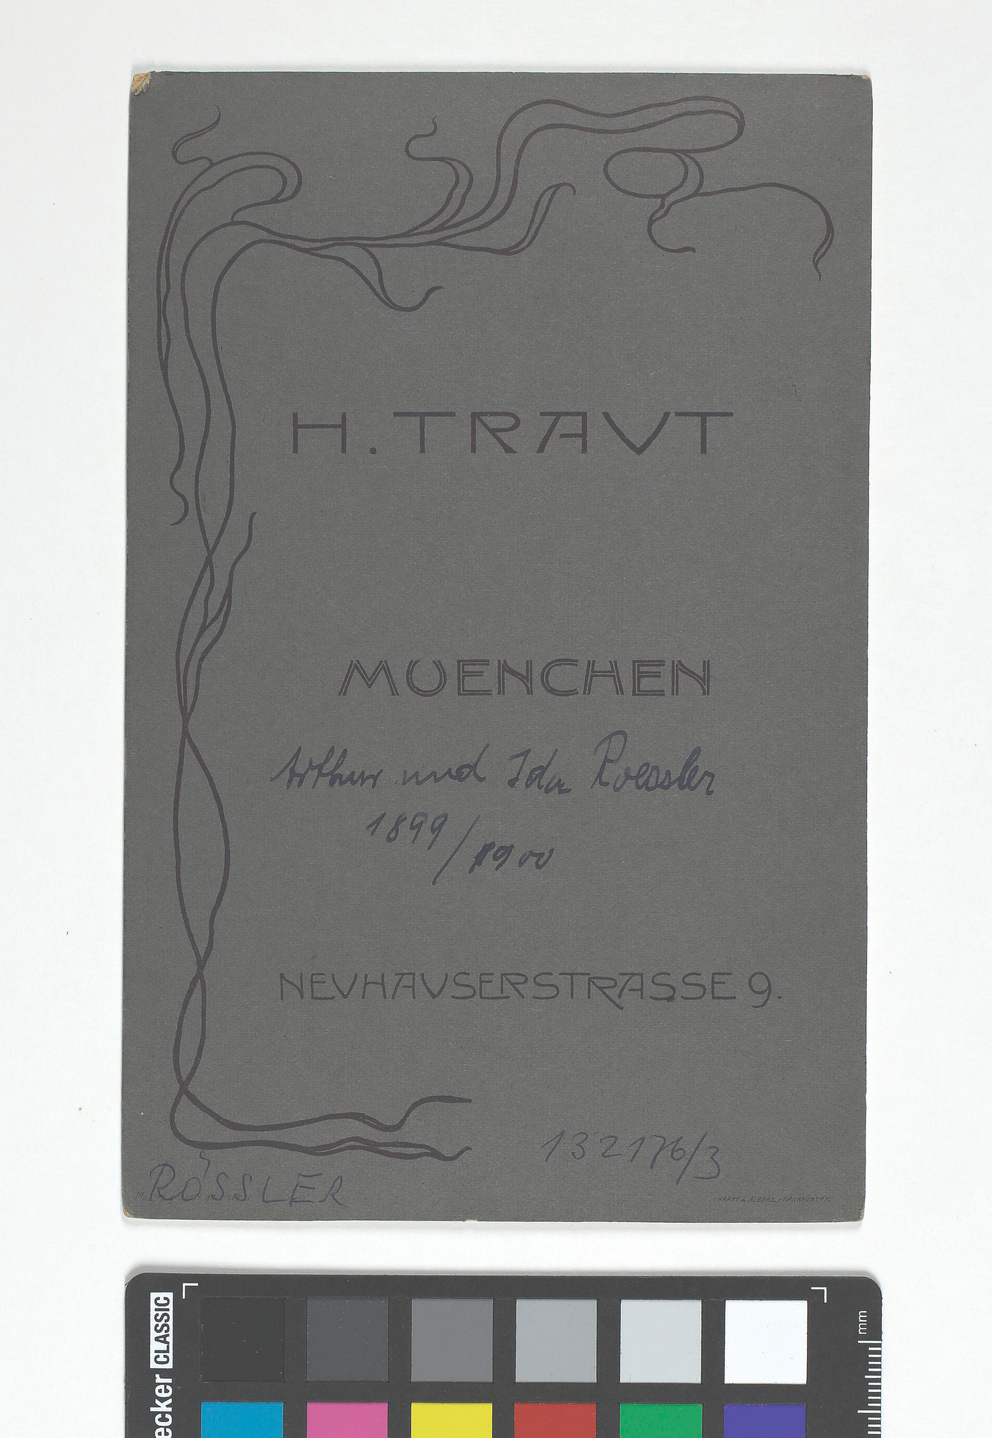 H. TRAVT
MUENCHEN
Arthur und Ida Roessler
1899/1900
NEVHAVSERSTRASSE 9.
132176/3
RÖSSLER
ecker CLASSIC
mm